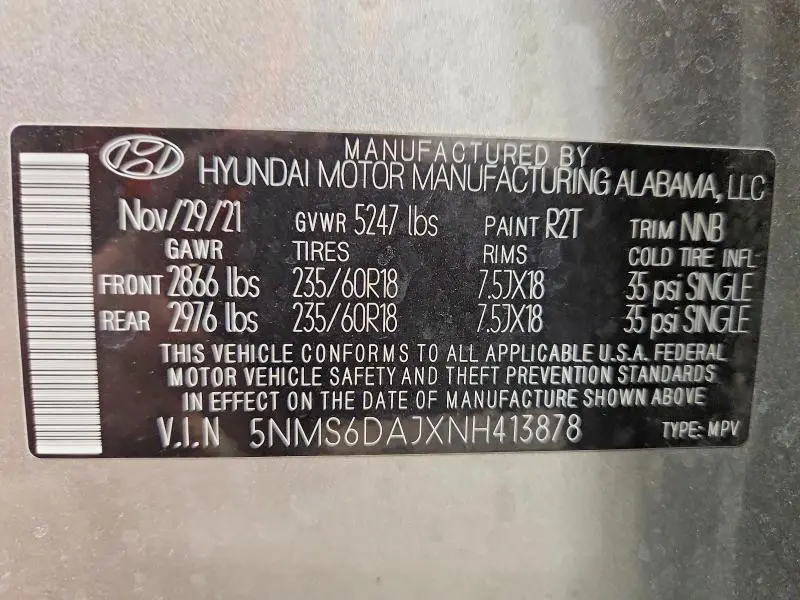 MANUFACTURED BY
HYUNDAI MOTOR MANUFACTURING ALABAMA, LLC
Nov/29/21 GVWR 5247 lbs PAINT R2T TRIM NNB
GAWR TIRES RIMS COLD TIRE INFL
FRONT 2866 lbs 235/60R18 7.5JX18 35 psi SINGLE
REAR 2976 lbs 235/60R18 7.5JX18 35 psi SINGLE
THIS VEHICLE CONFORMS TO ALL APPLICABLE U.S.A. FEDERAL
MOTOR VEHICLE SAFETY AND THEFT PREVENTION STANDARDS
IN EFFECT ON THE DATE OF MANUFACTURE SHOWN ABOVE
V.I.N 5NMS6DAJXNH413878 TYPE: MPV